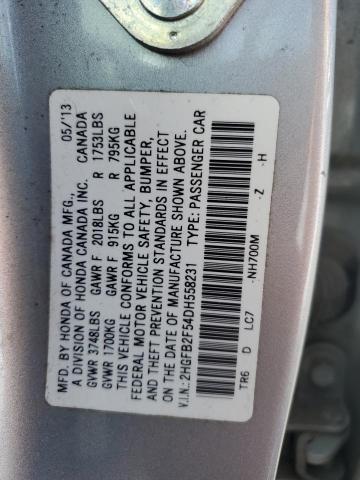 MFD. BY HONDA OF CANADA MFG., 05/'13
A DIVISION OF HONDA CANADA INC. CANADA
GVWR 3748LBS GAWR F 2018LBS R 1753LBS
GVWR 1700KG GAWR F 915KG R 795KG
THIS VEHICLE CONFORMS TO ALL APPLICABLE
FEDERAL MOTOR VEHICLE SAFETY, BUMPER,
AND THEFT PREVENTION STANDARDS IN EFFECT
ON THE DATE OF MANUFACTURE SHOWN ABOVE.
V.I.N.: 2HGFB2F54DH558231 TYPE: PASSENGER CAR
TR6 D LC7 -NH700M -Z -H